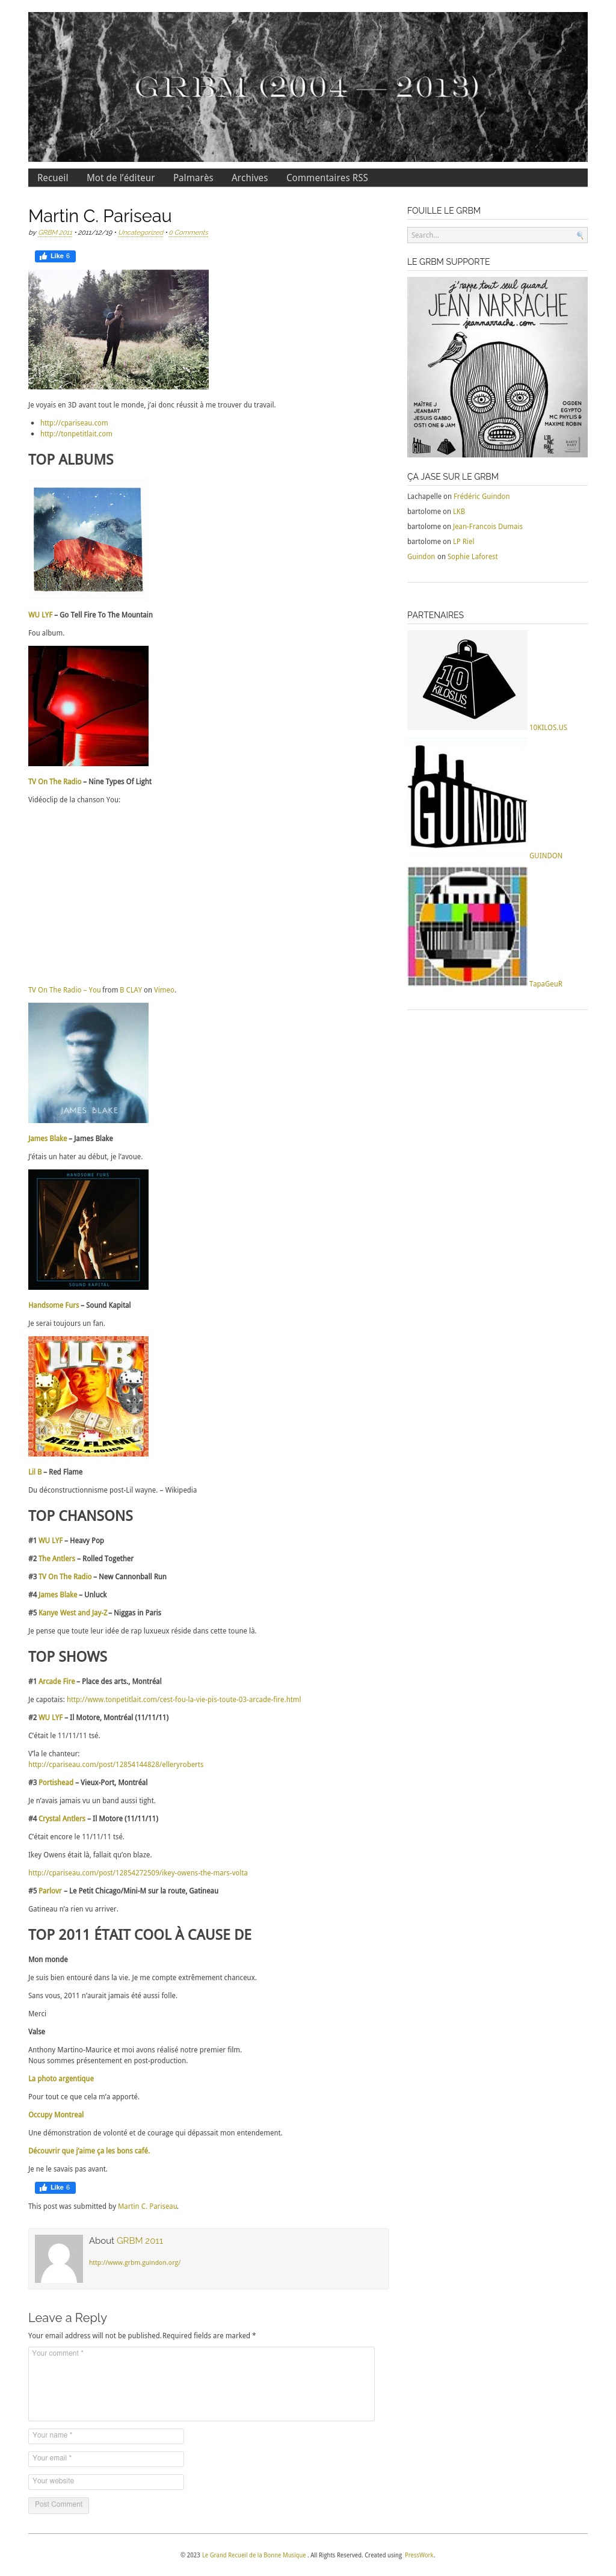 GRBM (2004 — 2013)
Recueil
Mot de l'éditeur
Palmarès
Archives
Commentaires RSS
Martin C. Pariseau
by GRBM 2011 • 2011/12/19 • Uncategorized • 0 Comments
Like 6
Je voyais en 3D avant tout le monde, j'ai donc réussit à me trouver du travail.
http://cpariseau.com
http://tonpetitlait.com
TOP ALBUMS
WU LYF – Go Tell Fire To The Mountain
Fou album.
TV On The Radio – Nine Types Of Light
Vidéoclip de la chanson You:
TV On The Radio – You from B CLAY on Vimeo.
JAMES BLAKE
James Blake – James Blake
J'étais un hater au début, je l'avoue.
HANDSOME FURS
SOUND KAPITAL
Handsome Furs – Sound Kapital
Je serai toujours un fan.
LIL B
RED FLAME
TRAP-A-HOLICS
Lil B – Red Flame
Du déconstructionnisme post-Lil wayne. – Wikipedia
TOP CHANSONS
#1 WU LYF – Heavy Pop
#2 The Antlers – Rolled Together
#3 TV On The Radio – New Cannonball Run
#4 James Blake – Unluck
#5 Kanye West and Jay-Z – Niggas in Paris
Je pense que toute leur idée de rap luxueux réside dans cette toune là.
TOP SHOWS
#1 Arcade Fire – Place des arts., Montréal
Je capotais: http://www.tonpetitlait.com/cest-fou-la-vie-pis-toute-03-arcade-fire.html
#2 WU LYF – Il Motore, Montréal (11/11/11)
C'était le 11/11/11 tsé.
V'la le chanteur:
http://cpariseau.com/post/12854144828/elleryroberts
#3 Portishead – Vieux-Port, Montréal
Je n'avais jamais vu un band aussi tight.
#4 Crystal Antlers – Il Motore (11/11/11)
C'était encore le 11/11/11 tsé.
Ikey Owens était là, fallait qu'on blaze.
http://cpariseau.com/post/12854272509/ikey-owens-the-mars-volta
#5 Parlovr – Le Petit Chicago/Mini-M sur la route, Gatineau
Gatineau n'a rien vu arriver.
TOP 2011 ÉTAIT COOL À CAUSE DE
Mon monde
Je suis bien entouré dans la vie. Je me compte extrêmement chanceux.
Sans vous, 2011 n'aurait jamais été aussi folle.
Merci
Valse
Anthony Martino-Maurice et moi avons réalisé notre premier film.
Nous sommes présentement en post-production.
La photo argentique
Pour tout ce que cela m'a apporté.
Occupy Montreal
Une démonstration de volonté et de courage qui dépassait mon entendement.
Découvrir que j'aime ça les bons café.
Je ne le savais pas avant.
Like 6
This post was submitted by Martin C. Pariseau.
About GRBM 2011
http://www.grbm.guindon.org/
Leave a Reply
Your email address will not be published.Required fields are marked *
Your comment *
Your name *
Your email *
Your website
Post Comment
FOUILLE LE GRBM
Search...
LE GRBM SUPPORTE
j'rappe tout seul quand
JEAN NARRACHE
jeannarrache.com
MAÎTRE J
JEANBART
JESUIS GABBO
OSTI ONE & JAM
OGDEN
EGYPTO
MC PHYLIS &
MAXIME ROBIN
ÇA JASE SUR LE GRBM
Lachapelle on Frédéric Guindon
bartolome on LKB
bartolome on Jean-Francois Dumais
bartolome on LP Riel
Guindon on Sophie Laforest
PARTENAIRES
10
KILOS.US
10KILOS.US
GUINDON
GUINDON
TapaGeuR
© 2023 Le Grand Recueil de la Bonne Musique . All Rights Reserved. Created using PressWork.